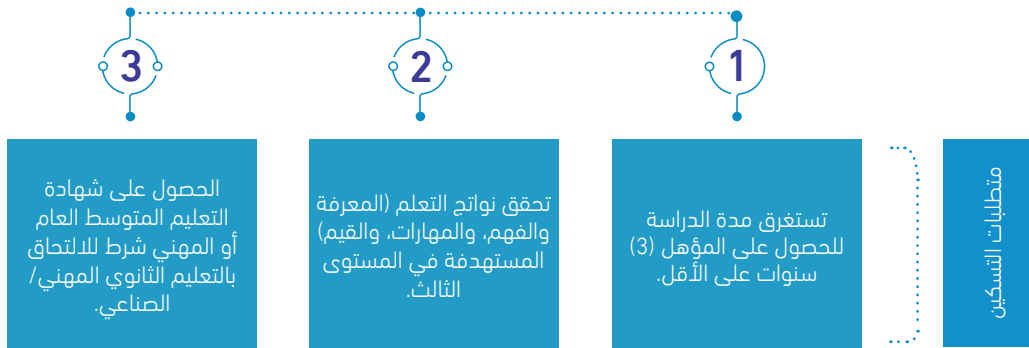 متطلبات التسكين
1
تستغرق مدة الدراسة
للحصول على المؤهل (3)
سنوات على الأقل.
2
تحقق نواتج التعلم (المعرفة
والفهم، والمهارات، والقيم)
المستهدفة في المستوى
الثالث.
3
الحصول على شهادة
التعليم المتوسط العام
أو المهني شرط للالتحاق
بالتعليم الثانوي المهني/
الصناعي.